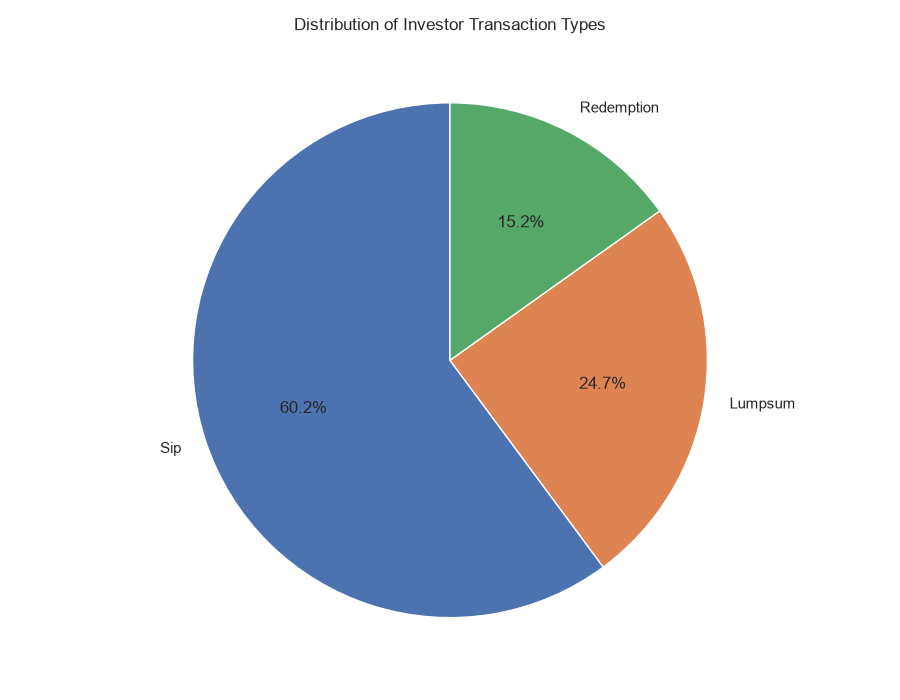 Distribution of Investor Transaction Types
Redemption
15.2%
24.7%
Lumpsum
60.2%
Sip